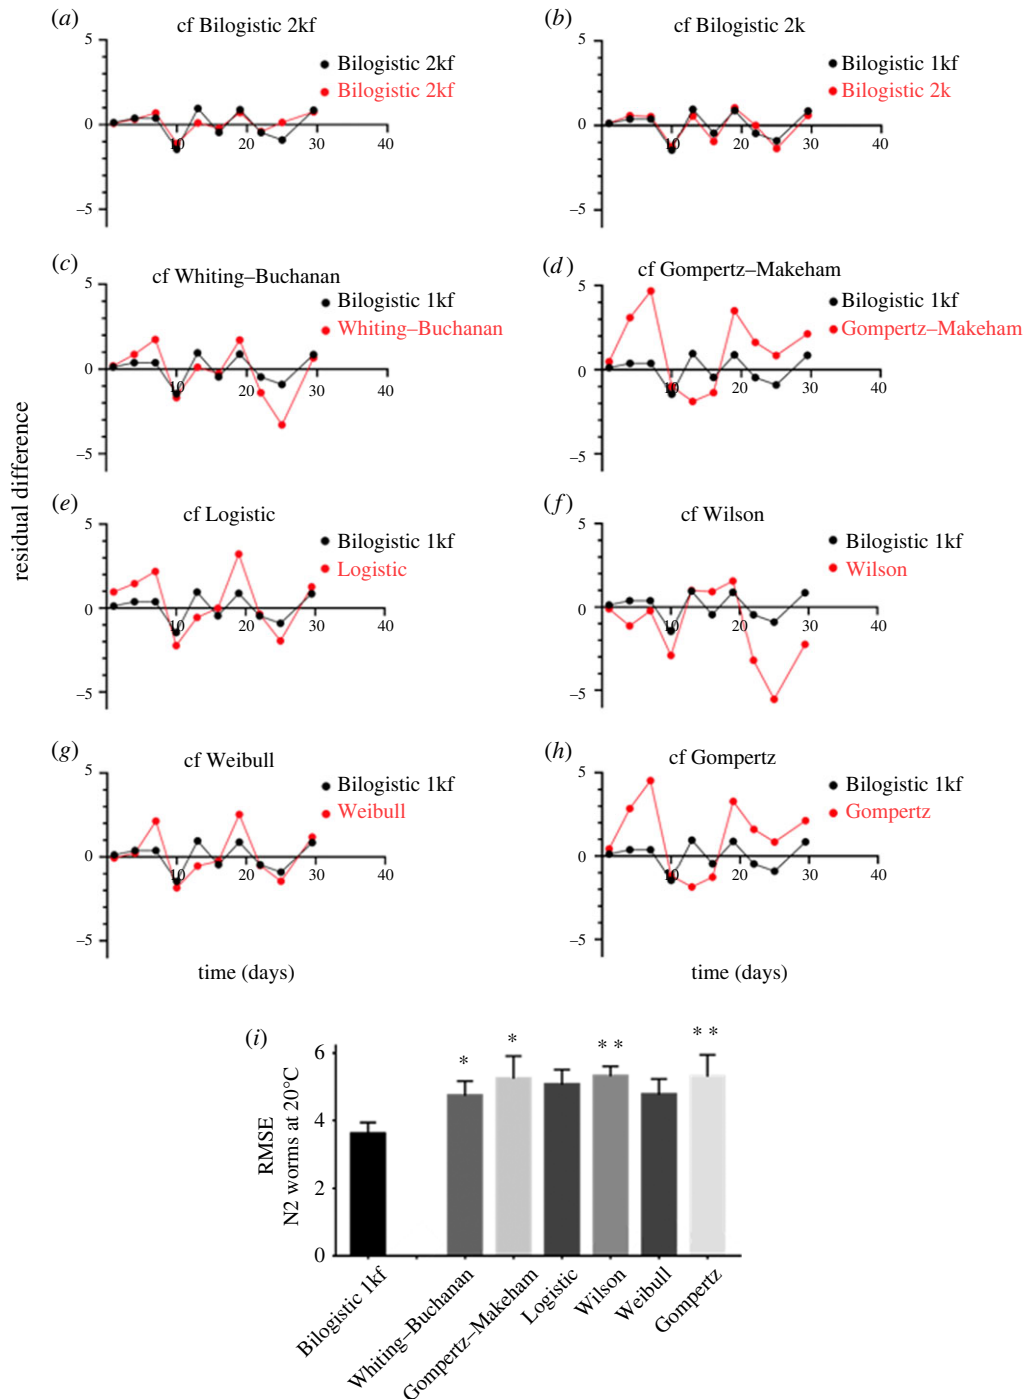 (a)
cf Bilogistic 2kf
Bilogistic 2kf
Bilogistic 2kf
5
0
–5
10
20
30
40
(b)
cf Bilogistic 2k
Bilogistic 1kf
Bilogistic 2k
5
0
–5
10
20
30
40
(c)
cf Whiting–Buchanan
Bilogistic 1kf
Whiting–Buchanan
5
0
–5
10
20
30
40
(d)
cf Gompertz–Makeham
Bilogistic 1kf
Gompertz–Makeham
5
0
–5
10
20
30
40
residual difference
(e)
cf Logistic
Bilogistic 1kf
Logistic
5
0
–5
10
20
30
40
(f)
cf Wilson
Bilogistic 1kf
Wilson
5
0
–5
10
20
30
40
(g)
cf Weibull
Bilogistic 1kf
Weibull
5
0
–5
10
20
30
40
time (days)
(h)
cf Gompertz
Bilogistic 1kf
Gompertz
5
0
–5
10
20
30
40
time (days)
(i)
RMSE
N2 worms at 20°C
6
4
2
0
*
*
* *
* *
Bilogistic 1kf
Whiting–Buchanan
Gompertz–Makeham
Logistic
Wilson
Weibull
Gompertz